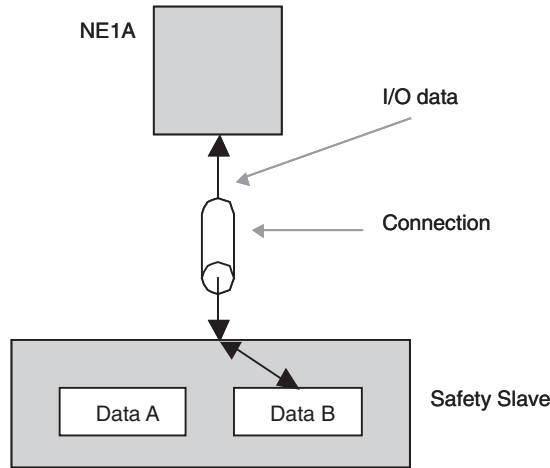 NE1A
I/O data
Connection
Safety Slave
Data A
Data B